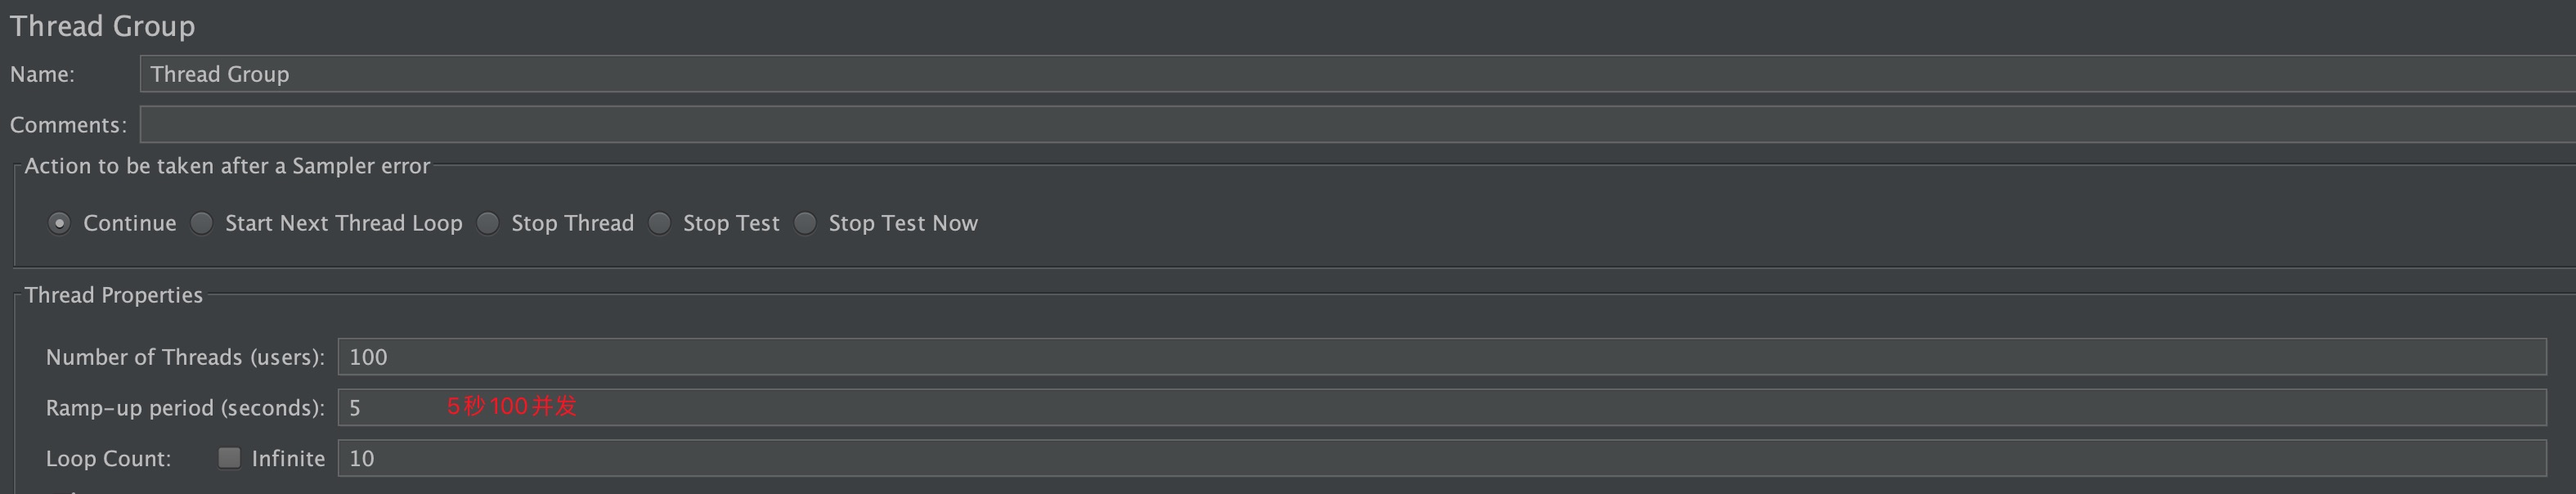 Thread Group
Name: Thread Group
Comments:
Action to be taken after a Sampler error
Continue Start Next Thread Loop Stop Thread Stop Test Stop Test Now
Thread Properties
Number of Threads (users): 100
Ramp-up period (seconds): 5 5秒100并发
Loop Count: Infinite 10